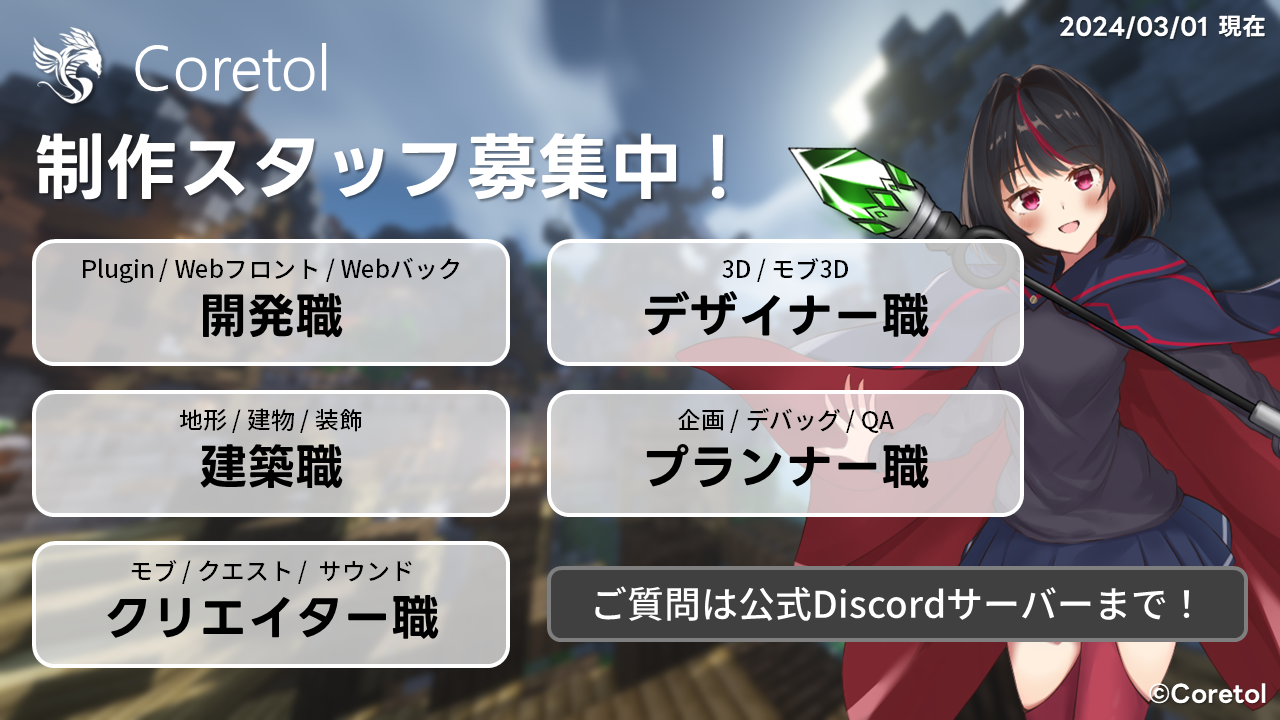 2024/03/01 現在
Coretol
制作スタッフ募集中！
Plugin / Webフロント / Webバック
開発職
3D / モブ3D
デザイナー職
地形 / 建物 / 装飾
建築職
企画 / デバッグ / QA
プランナー職
モブ / クエスト / サウンド
クリエイター職
ご質問は公式Discordサーバーまで！
©Coretol